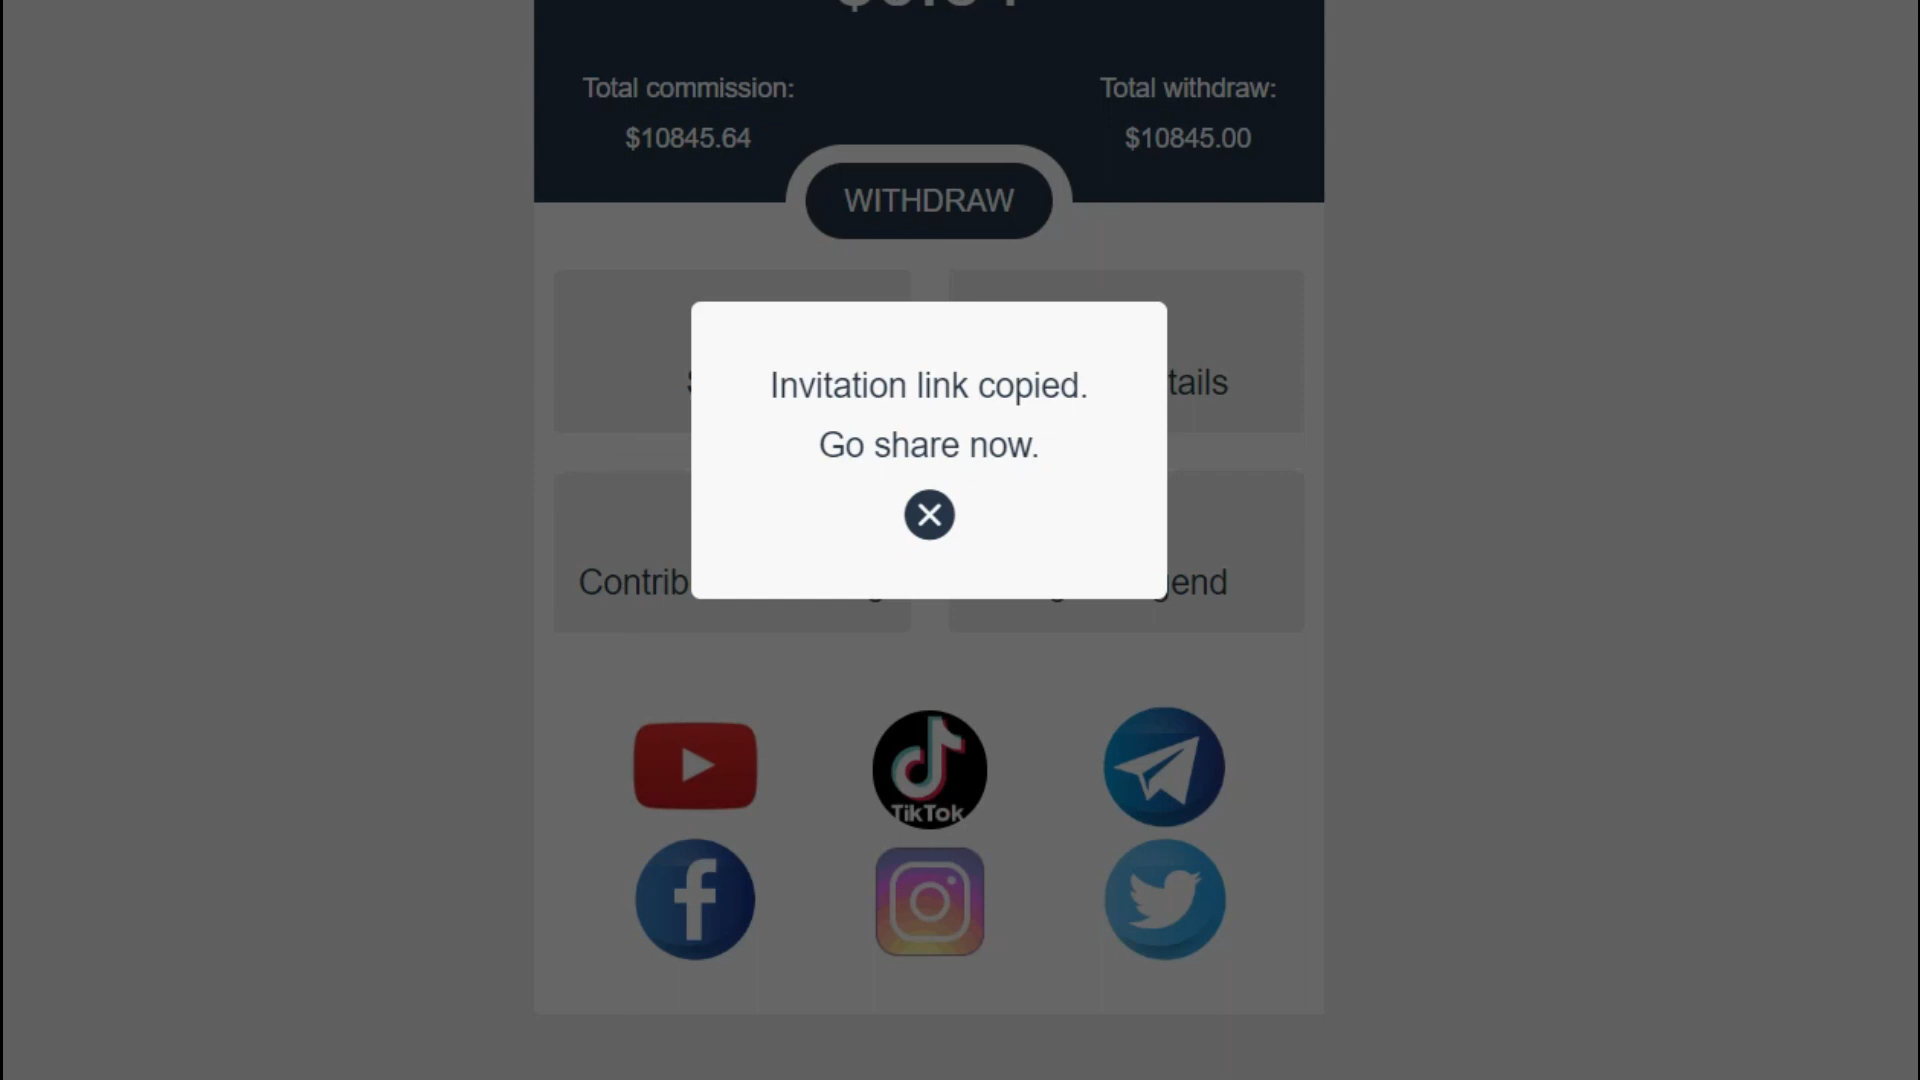 Total commission:
Total withdraw:
$10845.64
$10845.00
WITHDRAW
Invitation link copied.
Go share now.
TikTok